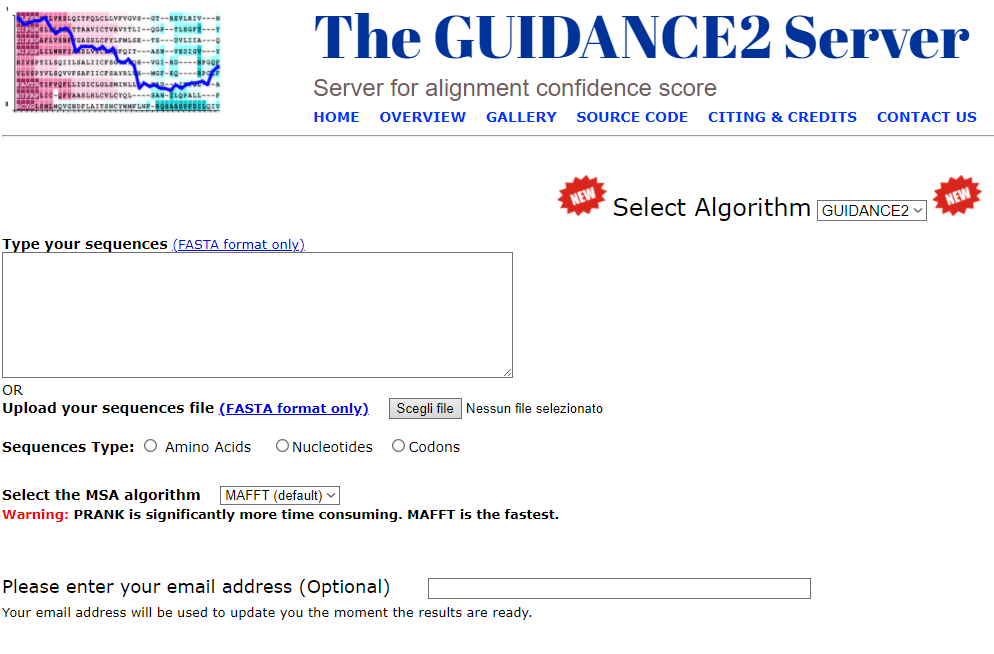 The GUIDANCE2 Server
Server for alignment confidence score
HOME OVERVIEW GALLERY SOURCE CODE CITING & CREDITS CONTACT US
NEW Select Algorithm GUIDANCE2 NEW
Type your sequences (FASTA format only)
OR
Upload your sequences file (FASTA format only) Scegli file Nessun file selezionato
Sequences Type: Amino Acids Nucleotides Codons
Select the MSA algorithm MAFFT (default)
Warning: PRANK is significantly more time consuming. MAFFT is the fastest.
Please enter your email address (Optional)
Your email address will be used to update you the moment the results are ready.